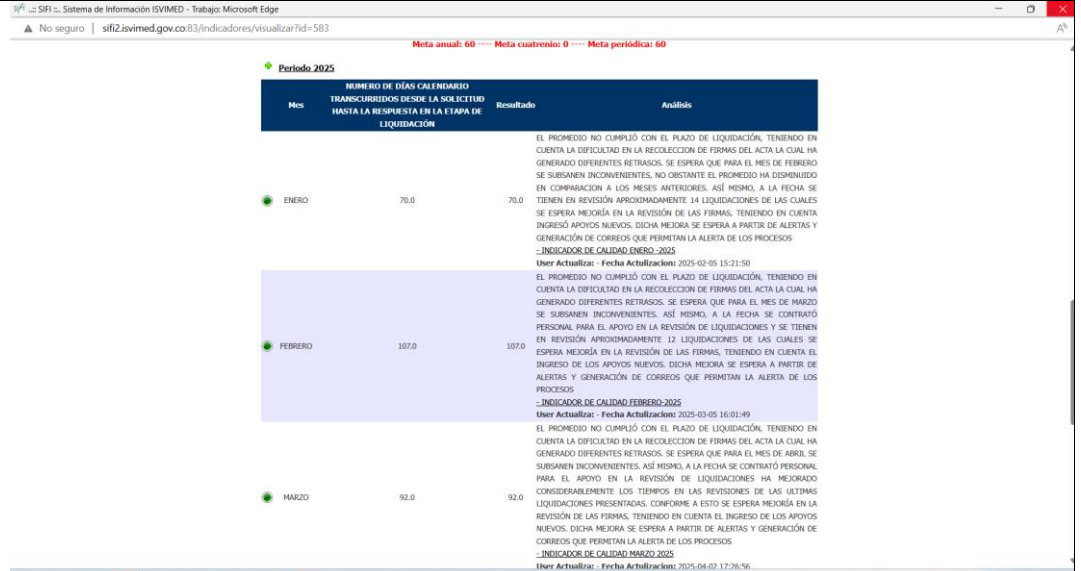 ..:: SIFI ::.. Sistema de Información ISVIMED - Trabajo: Microsoft Edge
No seguro | sifi2.isvimed.gov.co:83/indicadores/visualizar?id=583
Meta anual: 60 ---- Meta cuatrenio: 0 ---- Meta periódica: 60
Periodo 2025
Mes
NUMERO DE DÍAS CALENDARIO
TRANSCURRIDOS DESDE LA SOLICITUD
HASTA LA RESPUESTA EN LA ETAPA DE
LIQUIDACIÓN
Resultado
Análisis
ENERO
70.0
70.0
EL PROMEDIO NO CUMPLIÓ CON EL PLAZO DE LIQUIDACIÓN, TENIENDO EN
CUENTA LA DIFICULTAD EN LA RECOLECCION DE FIRMAS DEL ACTA LA CUAL HA
GENERADO DIFERENTES RETRASOS. SE ESPERA QUE PARA EL MES DE FEBRERO
SE SUBSANEN INCONVENIENTES, NO OBSTANTE EL PROMEDIO HA DISMINUIDO
EN COMPARACION A LOS MESES ANTERIORES. ASÍ MISMO, A LA FECHA SE
TIENEN EN REVISIÓN APROXIMADAMENTE 14 LIQUIDACIONES DE LAS CUALES
SE ESPERA MEJORÍA EN LA REVISIÓN DE LAS FIRMAS, TENIENDO EN CUENTA
INGRESÓ APOYOS NUEVOS. DICHA MEJORA SE ESPERA A PARTIR DE ALERTAS Y
GENERACIÓN DE CORREOS QUE PERMITAN LA ALERTA DE LOS PROCESOS
- INDICADOR DE CALIDAD ENERO -2025
User Actualiza: - Fecha Actulizacion: 2025-02-05 15:21:50
FEBRERO
107.0
107.0
EL PROMEDIO NO CUMPLIÓ CON EL PLAZO DE LIQUIDACIÓN, TENIENDO EN
CUENTA LA DIFICULTAD EN LA RECOLECCION DE FIRMAS DEL ACTA LA CUAL HA
GENERADO DIFERENTES RETRASOS. SE ESPERA QUE PARA EL MES DE MARZO
SE SUBSANEN INCONVENIENTES. ASÍ MISMO, A LA FECHA SE CONTRATÓ
PERSONAL PARA EL APOYO EN LA REVISIÓN DE LIQUIDACIONES Y SE TIENEN
EN REVISIÓN APROXIMADAMENTE 12 LIQUIDACIONES DE LAS CUALES SE
ESPERA MEJORÍA EN LA REVISIÓN DE LAS FIRMAS, TENIENDO EN CUENTA EL
INGRESO DE LOS APOYOS NUEVOS. DICHA MEJORA SE ESPERA A PARTIR DE
ALERTAS Y GENERACIÓN DE CORREOS QUE PERMITAN LA ALERTA DE LOS
PROCESOS
- INDICADOR DE CALIDAD FEBRERO-2025
User Actualiza: - Fecha Actulizacion: 2025-03-05 16:01:49
MARZO
92.0
92.0
EL PROMEDIO NO CUMPLIÓ CON EL PLAZO DE LIQUIDACIÓN, TENIENDO EN
CUENTA LA DIFICULTAD EN LA RECOLECCION DE FIRMAS DEL ACTA LA CUAL HA
GENERADO DIFERENTES RETRASOS. SE ESPERA QUE PARA EL MES DE ABRIL SE
SUBSANEN INCONVENIENTES. ASÍ MISMO, A LA FECHA SE CONTRATÓ PERSONAL
PARA EL APOYO EN LA REVISIÓN DE LIQUIDACIONES HA MEJORADO
CONSIDERABLEMENTE LOS TIEMPOS EN LAS REVISIONES DE LAS ULTIMAS
LIQUIDACIONES PRESENTADAS. CONFORME A ESTO SE ESPERA MEJORÍA EN LA
REVISIÓN DE LAS FIRMAS, TENIENDO EN CUENTA EL INGRESO DE LOS APOYOS
NUEVOS. DICHA MEJORA SE ESPERA A PARTIR DE ALERTAS Y GENERACIÓN DE
CORREOS QUE PERMITAN LA ALERTA DE LOS PROCESOS
- INDICADOR DE CALIDAD MARZO 2025
User Actualiza: - Fecha Actulizacion: 2025-04-02 17:26:56